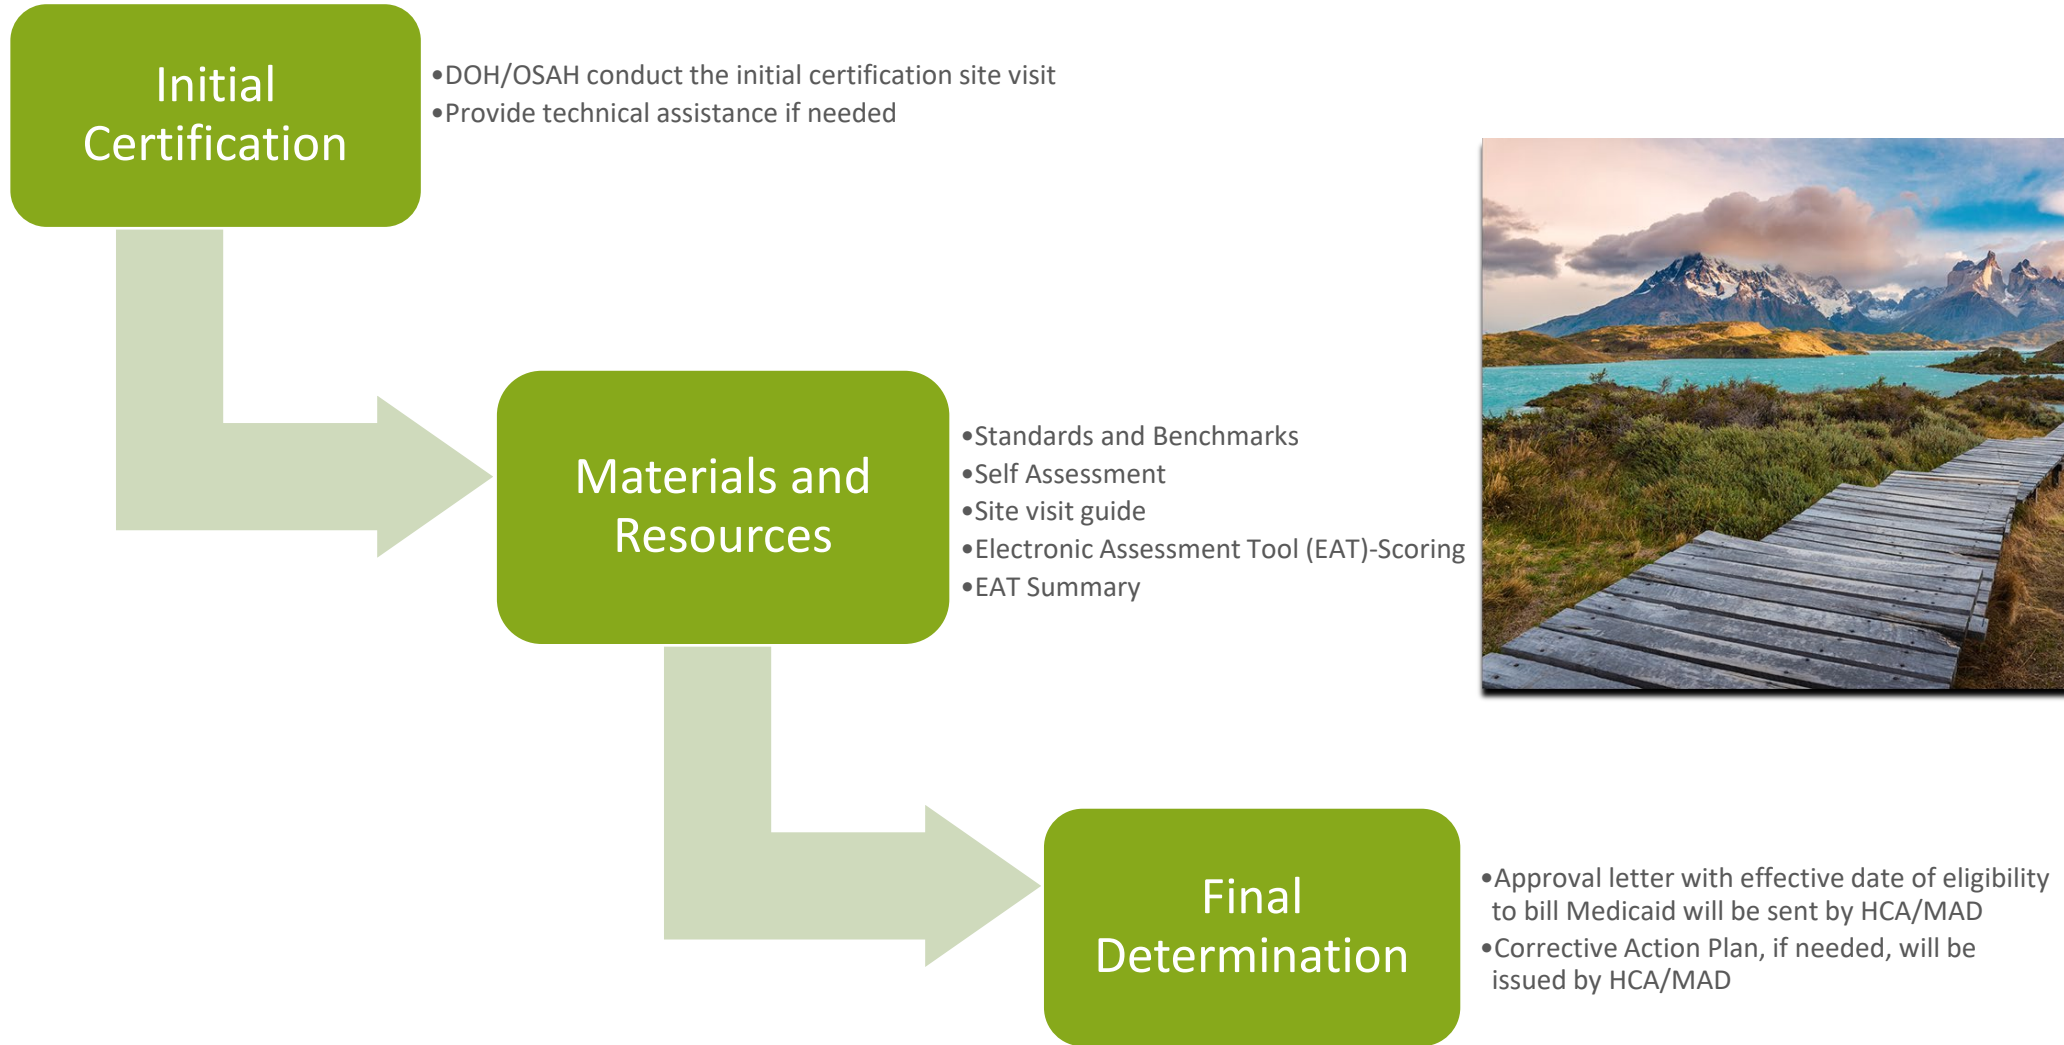 Initial
Certification
•DOH/OSAH conduct the initial certification site visit
•Provide technical assistance if needed
Materials and
Resources
•Standards and Benchmarks
•Self Assessment
•Site visit guide
•Electronic Assessment Tool (EAT)-Scoring
•EAT Summary
Final
Determination
•Approval letter with effective date of eligibility
to bill Medicaid will be sent by HCA/MAD
•Corrective Action Plan, if needed, will be
issued by HCA/MAD